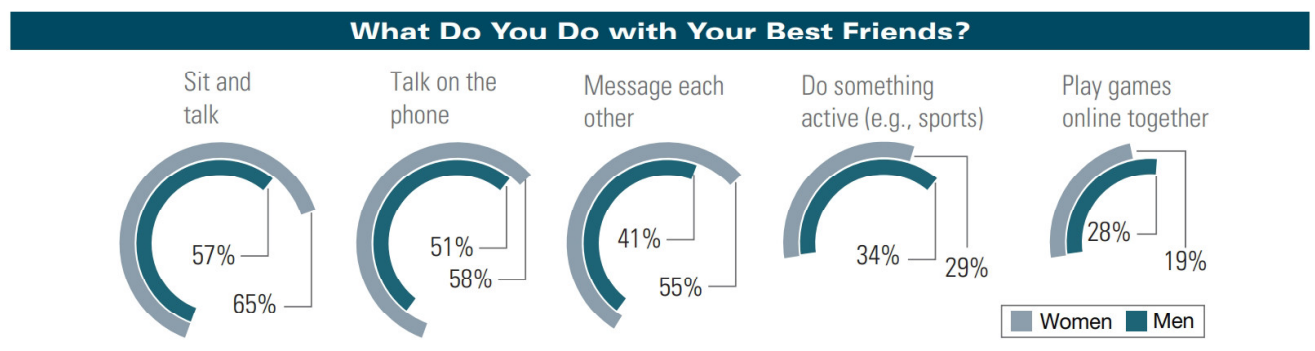 What Do You Do with Your Best Friends?
Sit and
talk
57%
65%
Talk on the
phone
51%
58%
Message each
other
41%
55%
Do something
active (e.g., sports)
34%
29%
Play games
online together
28%
19%
Women
Men